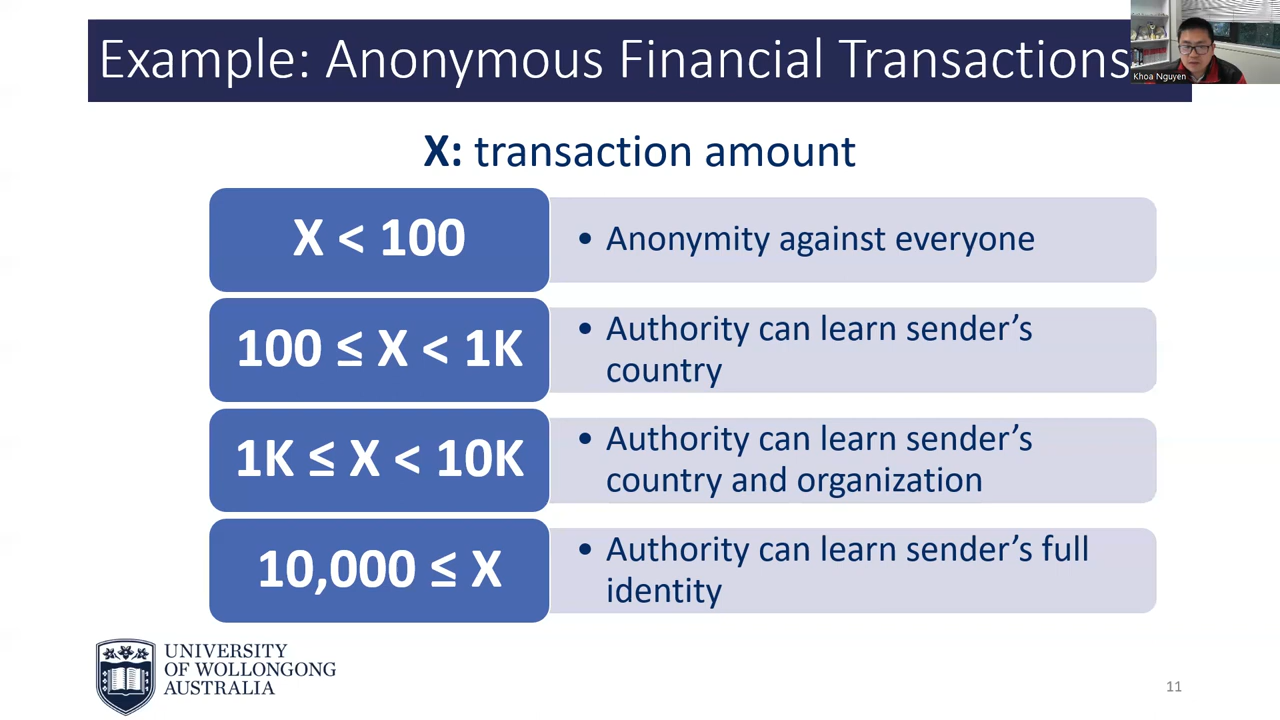 Example: Anonymous Financial Transactions
Khoa Nguyen
X: transaction amount
X < 100
• Anonymity against everyone
100 ≤ X < 1K
• Authority can learn sender’s
country
1K ≤ X < 10K
• Authority can learn sender’s
country and organization
10,000 ≤ X
• Authority can learn sender’s full
identity
UNIVERSITY
OF WOLLONGONG
AUSTRALIA
11